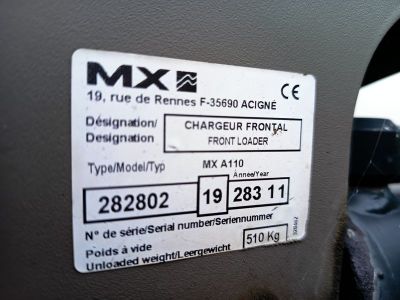 MX CE
19, rue de Rennes F-35690 ACIGNÉ
Désignation/ CHARGEUR FRONTAL
Designation FRONT LOADER
Type/Model/Typ MX A110
Année/Year
282802 19 283 11
N° de série/Serial number/Seriennummer
Poids à vide
Unloaded weight/Leergewicht 510 Kg